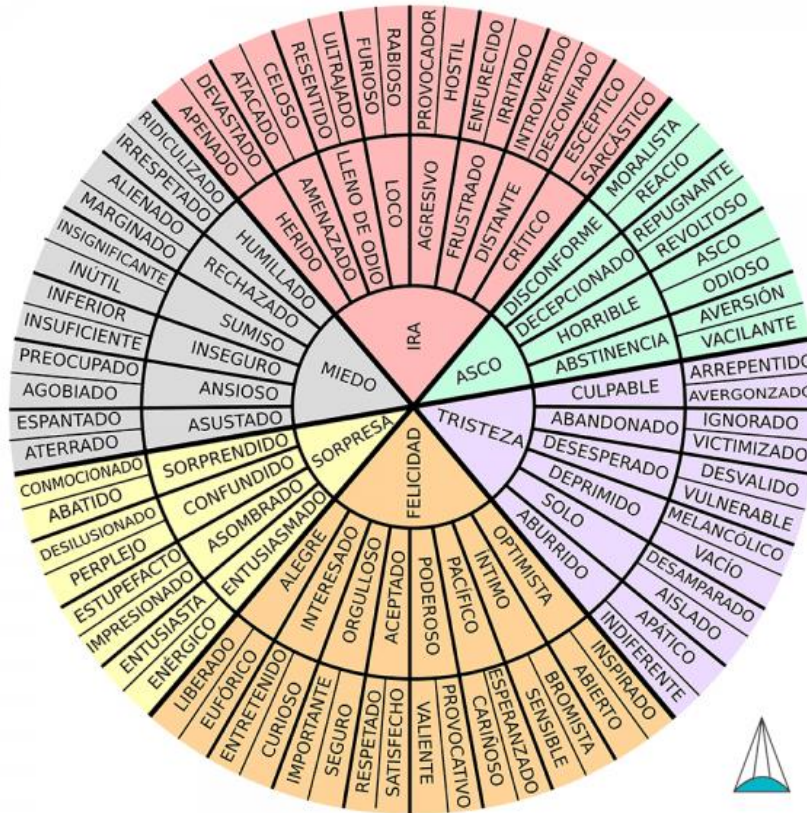 IRA
HERIDO
APENADO
DEVASTADO
AMENAZADO
ATACADO
CELOSO
LLENO DE ODIO
RESENTIDO
ULTRAJADO
LOCO
FURIOSO
RABIOSO
AGRESIVO
PROVOCADOR
HOSTIL
FRUSTRADO
ENFURECIDO
IRRITADO
DISTANTE
INTROVERTIDO
DESCONFIADO
CRÍTICO
ESCÉPTICO
SARCÁSTICO
ASCO
DISCONFORME
MORALISTA
REACIO
DECEPCIONADO
REPUGNANTE
REVOLTOSO
HORRIBLE
ASCO
ODIOSO
ABSTINENCIA
AVERSIÓN
VACILANTE
TRISTEZA
CULPABLE
ARREPENTIDO
AVERGONZADO
ABANDONADO
IGNORADO
VICTIMIZADO
DESESPERADO
DESVALIDO
VULNERABLE
DEPRIMIDO
MELANCÓLICO
VACÍO
SOLO
DESAMPARADO
AISLADO
ABURRIDO
APÁTICO
INDIFERENTE
FELICIDAD
OPTIMISTA
INSPIRADO
ABIERTO
ÍNTIMO
BROMISTA
SENSIBLE
PACÍFICO
ESPERANZADO
CARIÑOSO
PODEROSO
PROVOCATIVO
VALIENTE
ACEPTADO
SATISFECHO
RESPETADO
ORGULLOSO
SEGURO
IMPORTANTE
INTERESADO
CURIOSO
ENTRETENIDO
ALEGRE
EUFÓRICO
LIBERADO
SORPRESA
ENTUSIASMADO
ENÉRGICO
ENTUSIASTA
ASOMBRADO
IMPRESIONADO
ESTUPEFACTO
CONFUNDIDO
PERPLEJO
DESILUSIONADO
SORPRENDIDO
ABATIDO
CONMOCIONADO
MIEDO
ASUSTADO
ATERRADO
ESPANTADO
ANSIOSO
AGOBIADO
PREOCUPADO
INSEGURO
INSUFICIENTE
INFERIOR
SUMISO
INÚTIL
INSIGNIFICANTE
RECHAZADO
MARGINADO
ALIENADO
HUMILLADO
IRRESPETADO
RIDICULIZADO